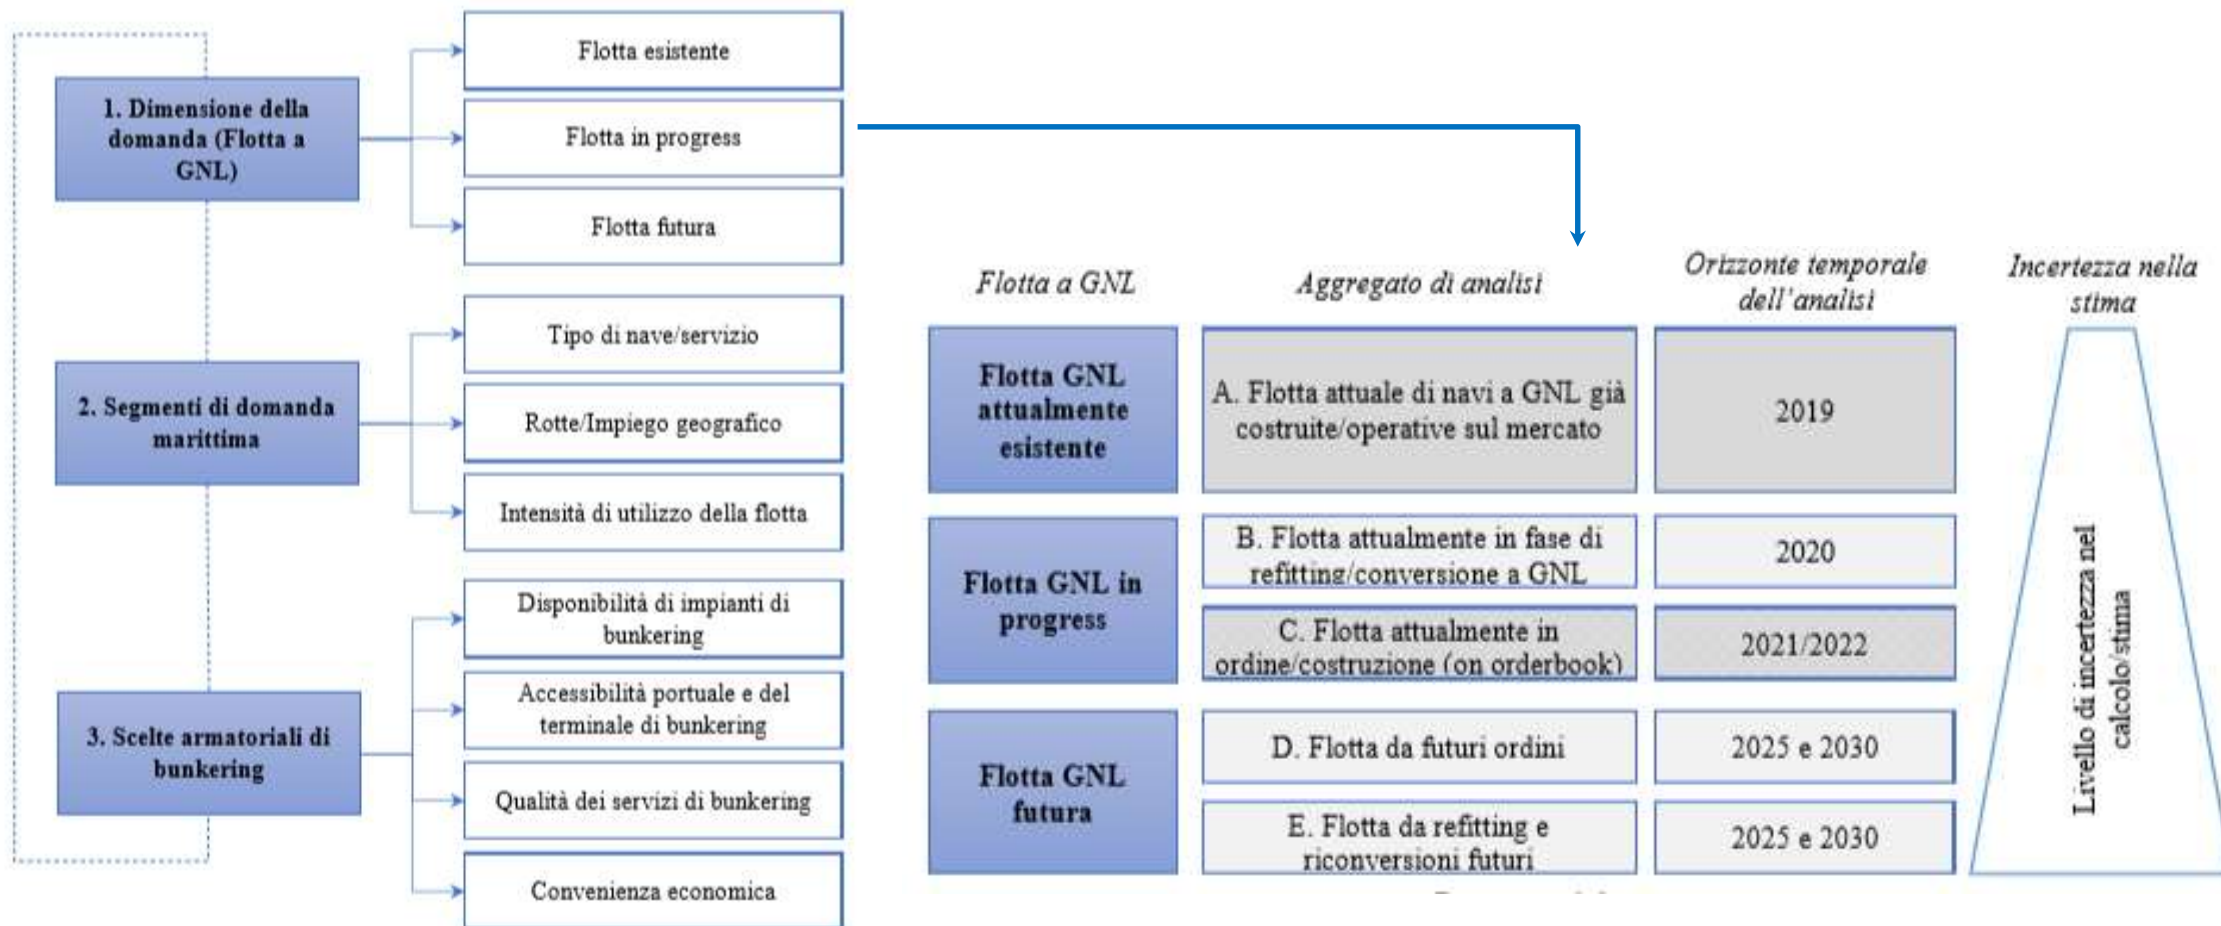 1. Dimensione della
domanda (Flotta a
GNL)
Flotta esistente
Flotta in progress
Flotta futura
2. Segmenti di domanda
marittima
Tipo di nave/servizio
Rotte/Impiego geografico
Intensità di utilizzo della flotta
3. Scelte armatoriali di
bunkering
Disponibilità di impianti di
bunkering
Accessibilità portuale e del
terminale di bunkering
Qualità dei servizi di bunkering
Convenienza economica
Flotta a GNL
Aggregato di analisi
Orizzonte temporale
dell'analisi
Incertezza nella
stima
Flotta GNL
attualmente
esistente
A. Flotta attuale di navi a GNL già
costruite/operative sul mercato
2019
Flotta GNL in
progress
B. Flotta attualmente in fase di
refitting/conversione a GNL
2020
C. Flotta attualmente in
ordine/costruzione (on orderbook)
2021/2022
Flotta GNL
futura
D. Flotta da futuri ordini
2025 e 2030
E. Flotta da refitting e
riconversioni futuri
2025 e 2030
Livello di incertezza nel
calcolo/stima